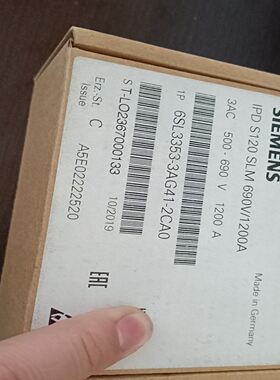 SIEMENS
IPD S120 SLM 690V/1200A
Made in Germany
3AC 500 - 690 V 1200 A
1P 6SL3353-3AG41-2CA0
S T-LO2367000133
10/2019
Erz.-St. C
Issue
A5E02222520
EAC